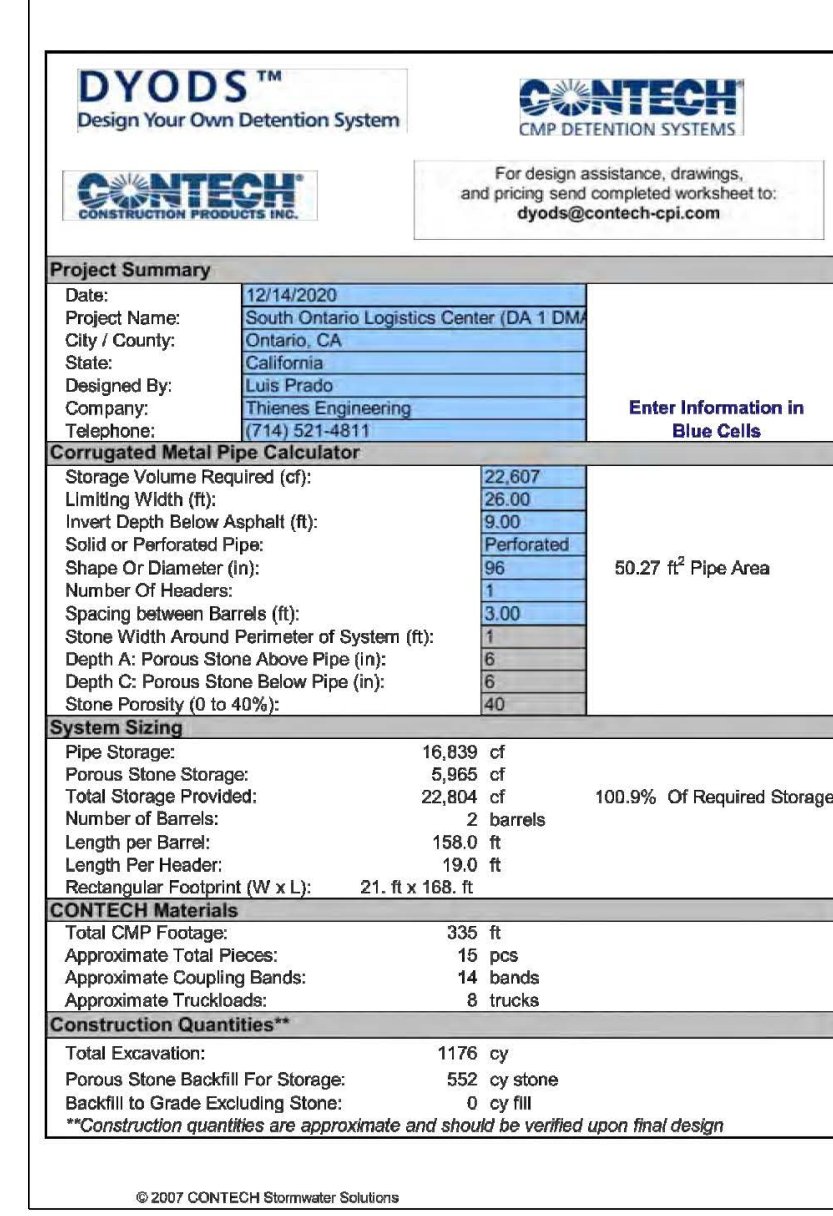 DYODS™
Design Your Own Detention System
CONTECH®
CMP DETENTION SYSTEMS
CONTECH®
CONSTRUCTION PRODUCTS INC.
For design assistance, drawings,
and pricing send completed worksheet to:
dyods@contech-cpi.com
Project Summary
Date: 12/14/2020
Project Name: South Ontario Logistics Center (DA 1 DMA
City / County: Ontario, CA
State: California
Designed By: Luis Prado
Company: Thienes Engineering
Telephone: (714) 521-4811
Enter Information in
Blue Cells
Corrugated Metal Pipe Calculator
Storage Volume Required (cf): 22,607
Limiting Width (ft): 26.00
Invert Depth Below Asphalt (ft): 9.00
Solid or Perforated Pipe: Perforated
Shape Or Diameter (in): 96 50.27 ft² Pipe Area
Number Of Headers: 1
Spacing between Barrels (ft): 3.00
Stone Width Around Perimeter of System (ft): 1
Depth A: Porous Stone Above Pipe (in): 6
Depth C: Porous Stone Below Pipe (in): 6
Stone Porosity (0 to 40%): 40
System Sizing
Pipe Storage: 16,839 cf
Porous Stone Storage: 5,965 cf
Total Storage Provided: 22,804 cf 100.9% Of Required Storage
Number of Barrels: 2 barrels
Length per Barrel: 158.0 ft
Length Per Header: 19.0 ft
Rectangular Footprint (W x L): 21. ft x 168. ft
CONTECH Materials
Total CMP Footage: 335 ft
Approximate Total Pieces: 15 pcs
Approximate Coupling Bands: 14 bands
Approximate Truckloads: 8 trucks
Construction Quantities**
Total Excavation: 1176 cy
Porous Stone Backfill For Storage: 552 cy stone
Backfill to Grade Excluding Stone: 0 cy fill
**Construction quantities are approximate and should be verified upon final design
© 2007 CONTECH Stormwater Solutions